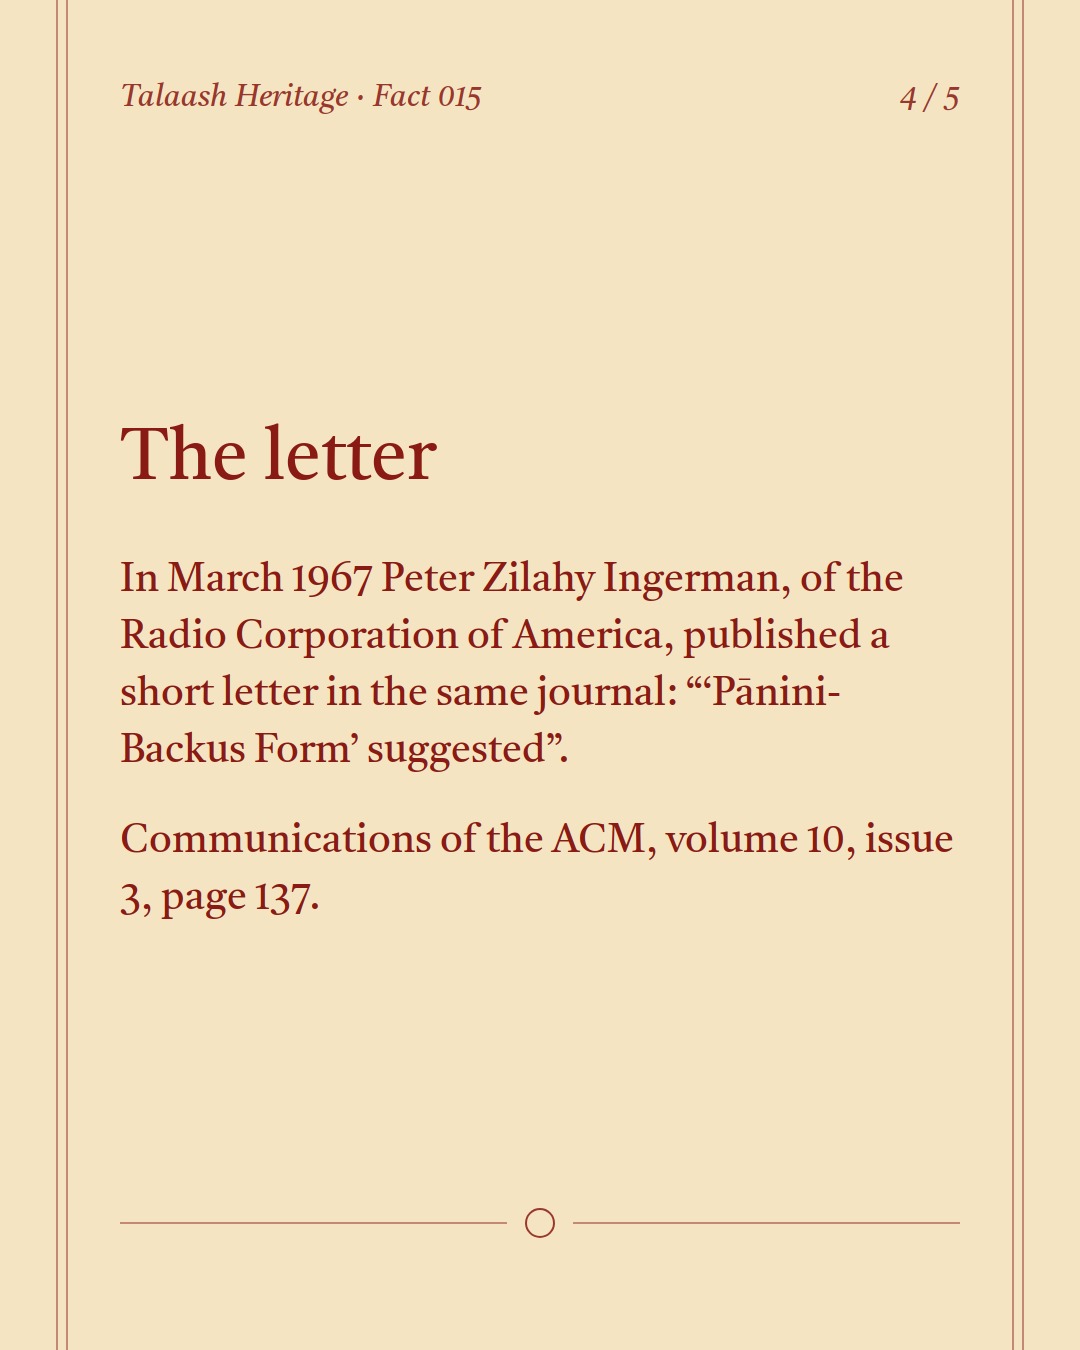 Talaash Heritage · Fact 015
4 / 5
The letter
In March 1967 Peter Zilahy Ingerman, of the
Radio Corporation of America, published a
short letter in the same journal: “‘Pānini-
Backus Form’ suggested”.
Communications of the ACM, volume 10, issue
3, page 137.